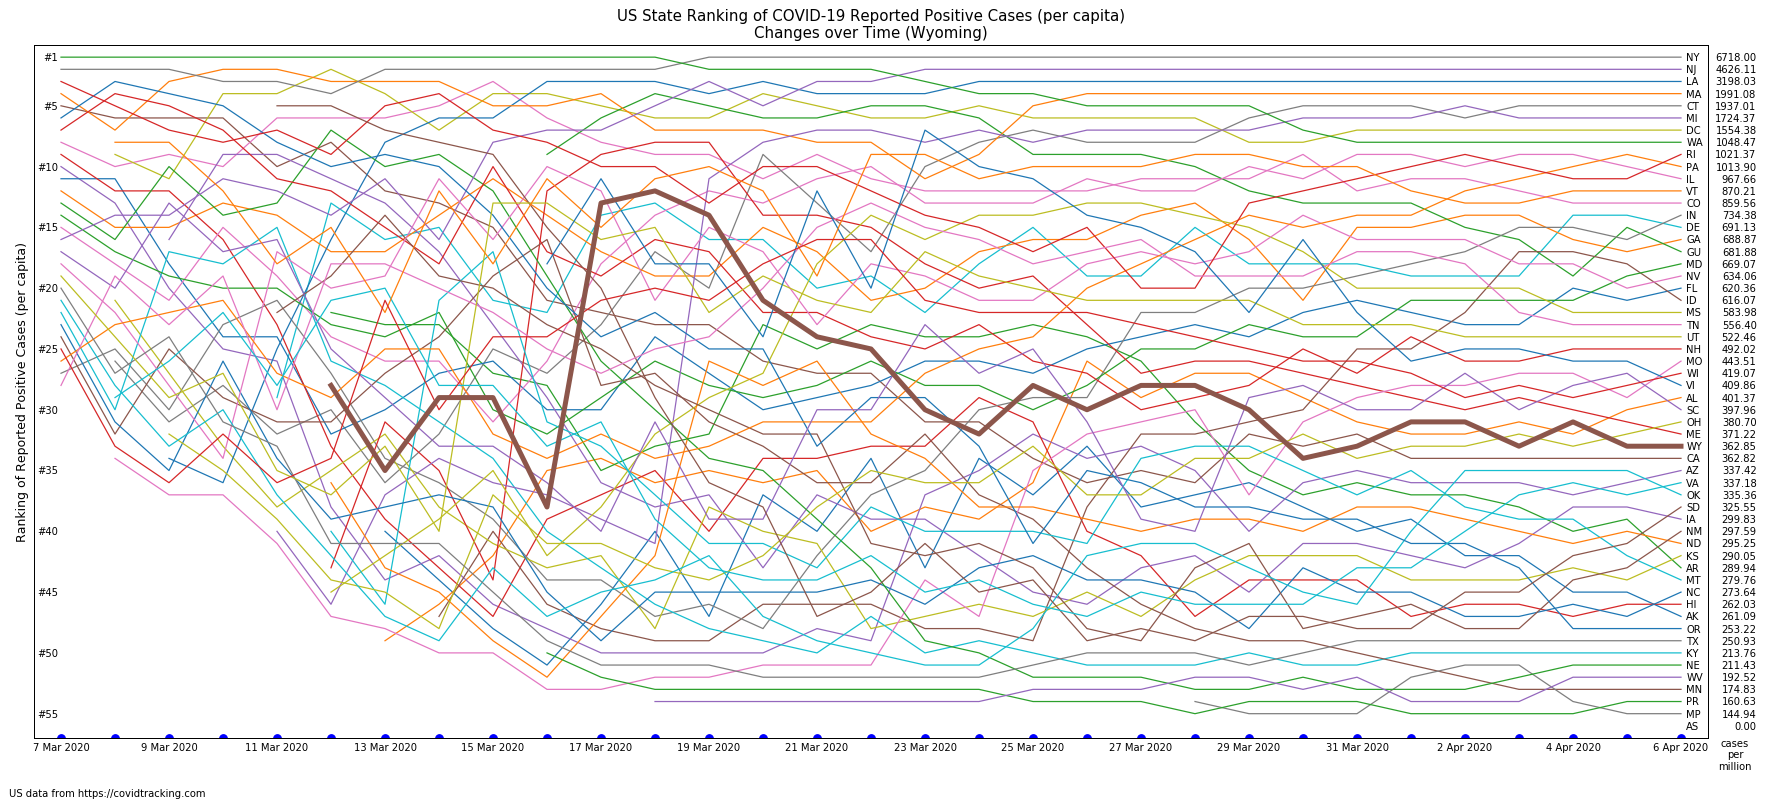 US State Ranking of COVID-19 Reported Positive Cases (per capita)
Changes over Time (Wyoming)
Ranking of Reported Positive Cases (per capita)
#1
#5
#10
#15
#20
#25
#30
#35
#40
#45
#50
#55
NY 6718.00
NJ 4626.11
LA 3198.03
MA 1991.08
CT 1937.01
MI 1724.37
DC 1554.38
WA 1048.47
RI 1021.37
PA 1013.90
IL 967.66
VT 870.21
CO 859.56
IN 734.38
DE 691.13
GA 688.87
GU 681.88
MD 669.07
NV 634.06
FL 620.36
ID 616.07
MS 583.98
TN 556.40
UT 522.46
NH 492.02
MO 443.51
WI 419.07
VI 409.86
AL 401.37
SC 397.96
OH 380.70
ME 371.22
WY 362.85
CA 362.82
AZ 337.42
VA 337.18
OK 335.36
SD 325.55
IA 299.83
NM 297.59
ND 295.25
KS 290.05
AR 289.94
MT 279.76
NC 273.64
HI 262.03
AK 261.09
OR 253.22
TX 250.93
KY 213.76
NE 211.43
WV 192.52
MN 174.83
PR 160.63
MP 144.94
AS 0.00
7 Mar 2020 9 Mar 2020 11 Mar 2020 13 Mar 2020 15 Mar 2020 17 Mar 2020 19 Mar 2020 21 Mar 2020 23 Mar 2020 25 Mar 2020 27 Mar 2020 29 Mar 2020 31 Mar 2020 2 Apr 2020 4 Apr 2020 6 Apr 2020
cases
per
million
US data from https://covidtracking.com